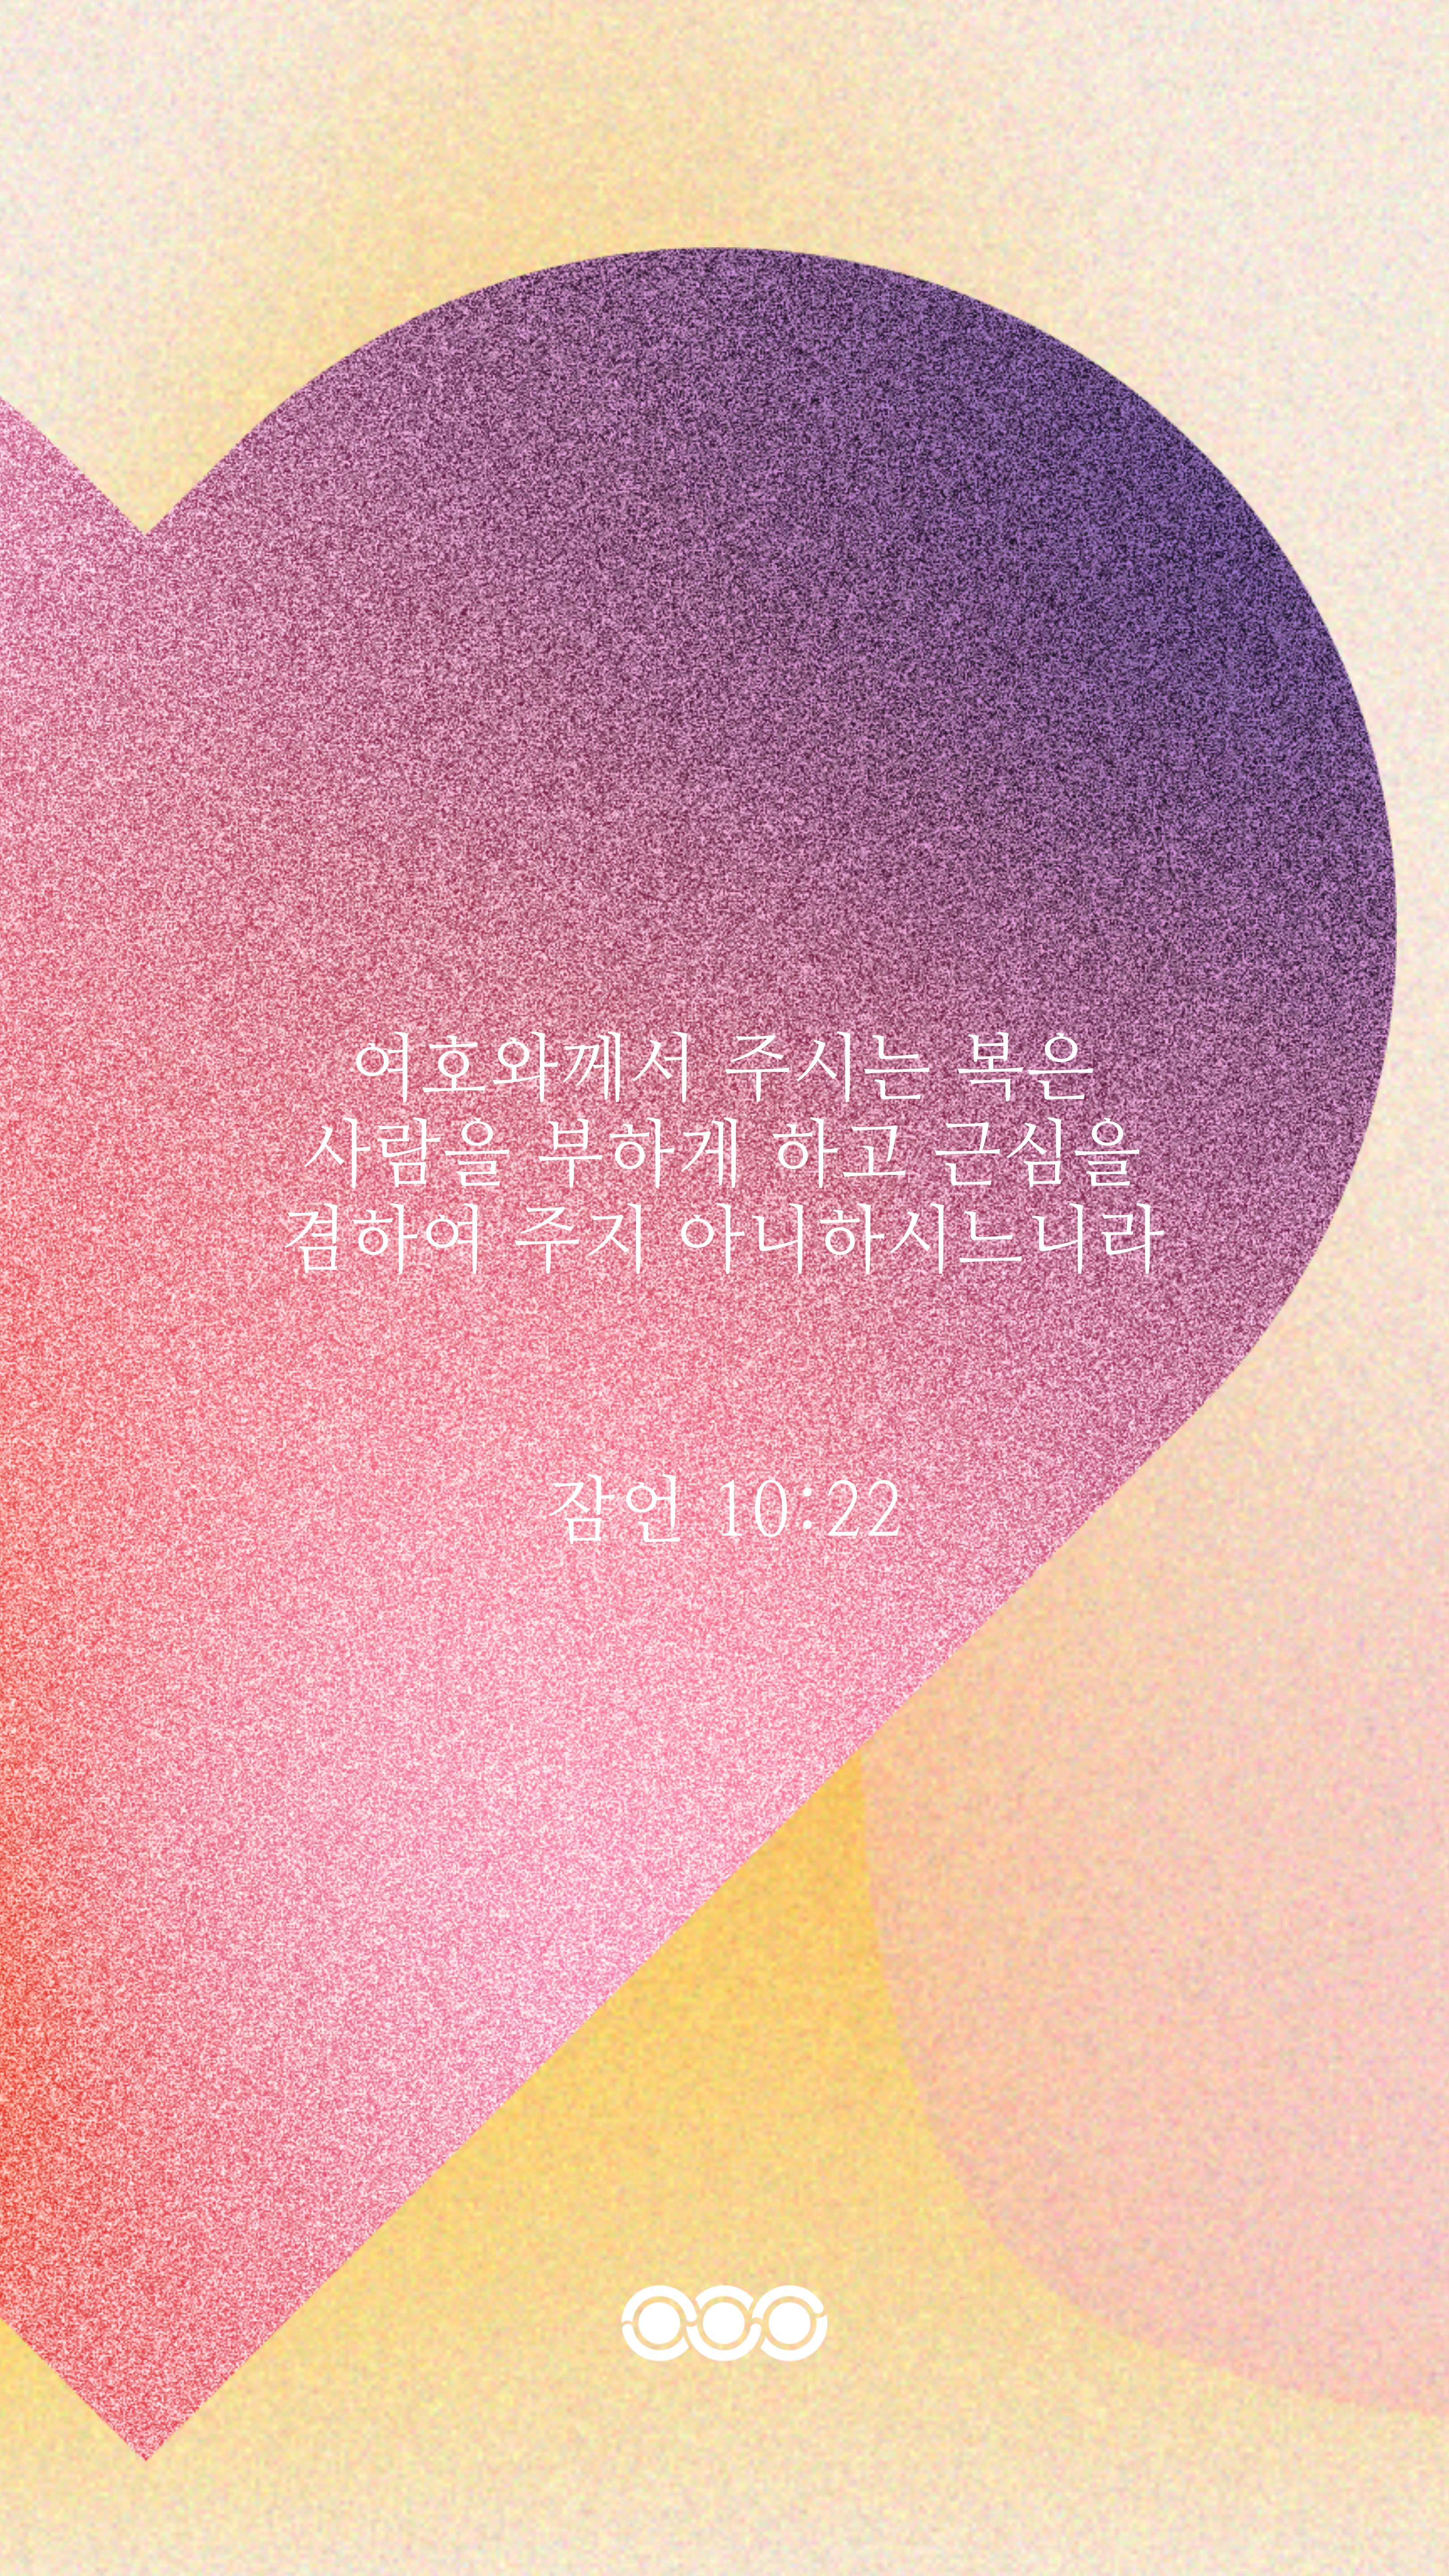 여호와께서 주시는 복은
사람을 부하게 하고 근심을
겸하여 주지 아니하시느니라
잠언 10:22